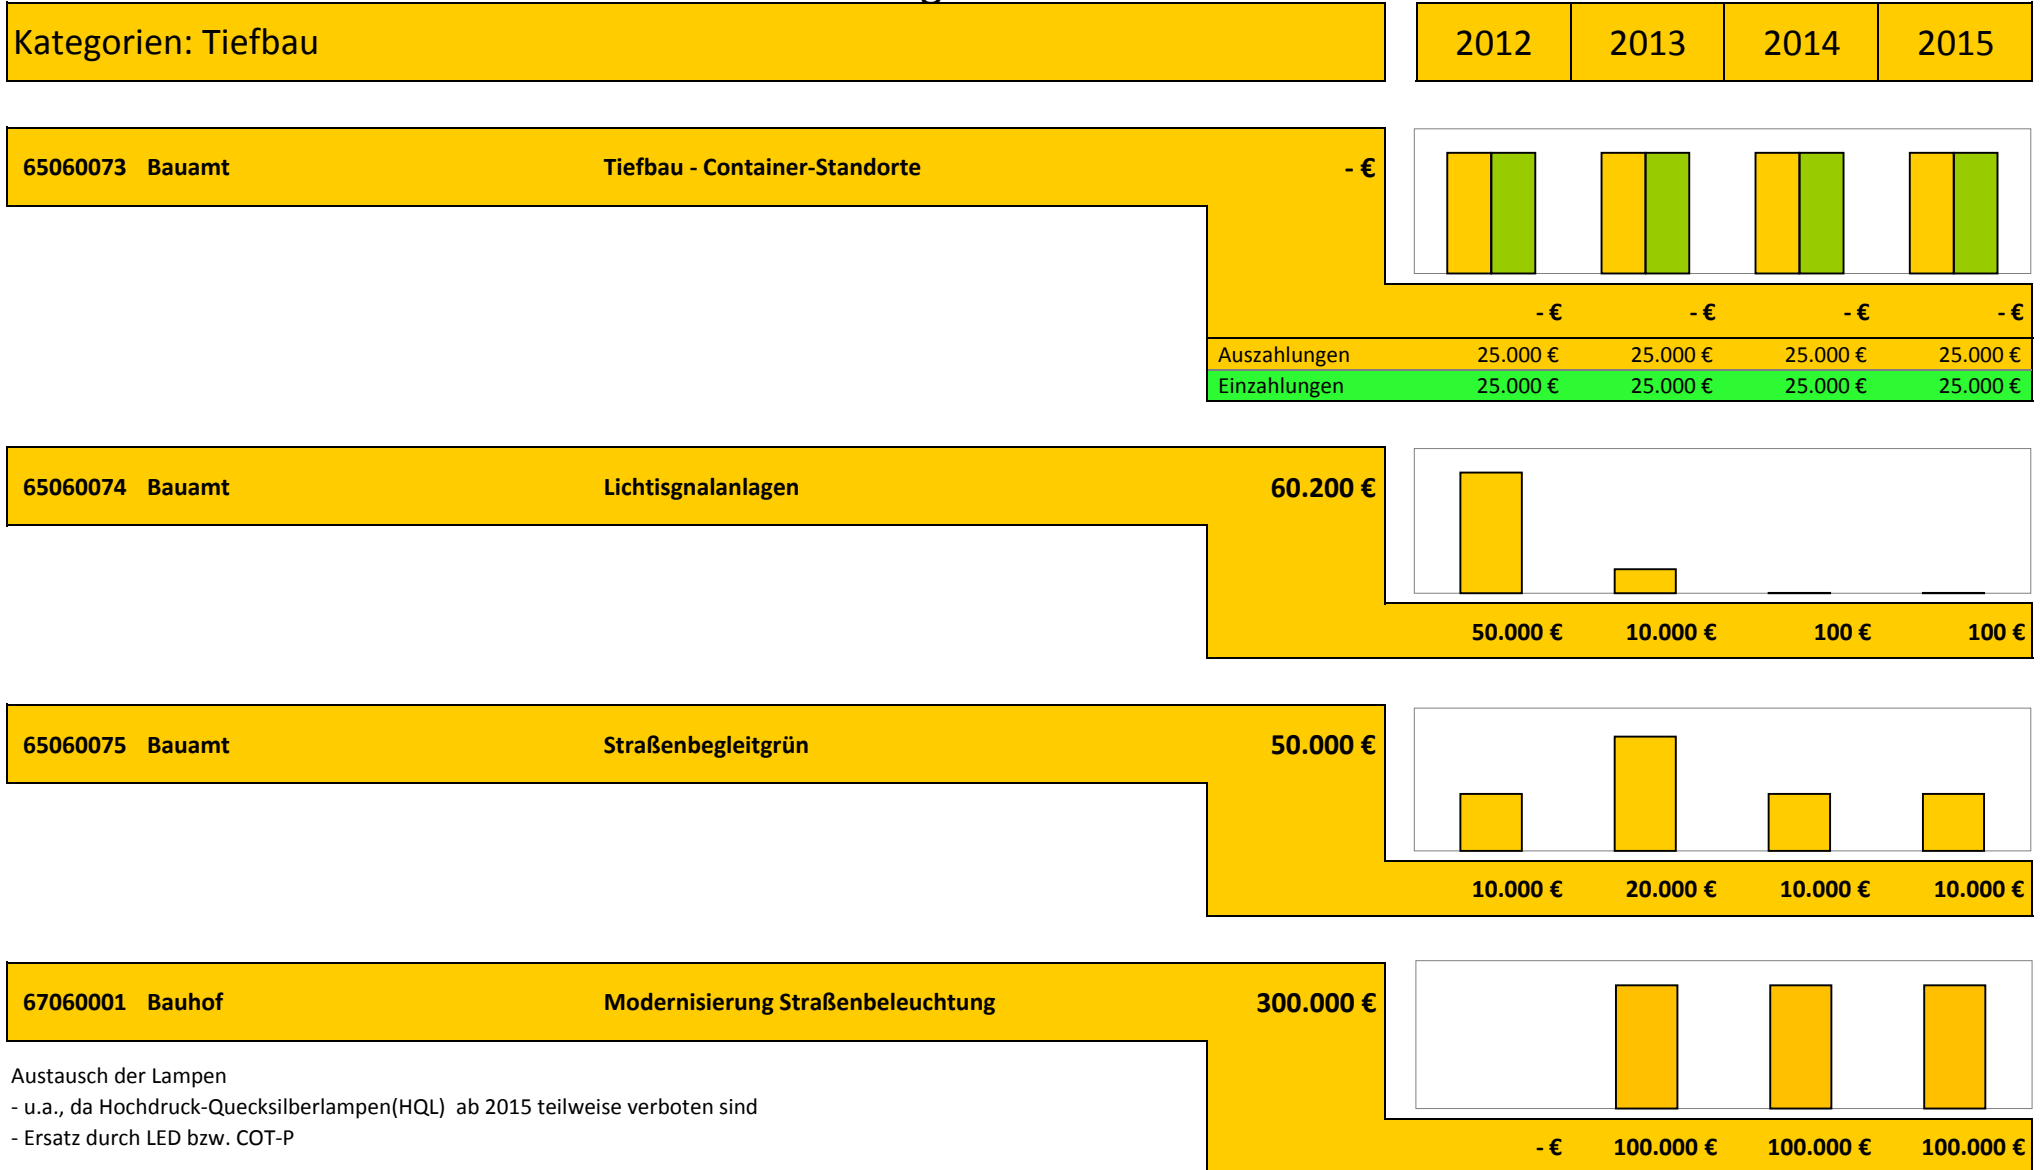 Kategorien: Tiefbau 2012 2013 2014 2015
65060073 Bauamt Tiefbau - Container-Standorte - €
- € - € - € - €
Auszahlungen 25.000 € 25.000 € 25.000 € 25.000 €
Einzahlungen 25.000 € 25.000 € 25.000 € 25.000 €
65060074 Bauamt Lichtisgnalanlagen 60.200 €
50.000 € 10.000 € 100 € 100 €
65060075 Bauamt Straßenbegleitgrün 50.000 €
10.000 € 20.000 € 10.000 € 10.000 €
67060001 Bauhof Modernisierung Straßenbeleuchtung 300.000 €
Austausch der Lampen
- u.a., da Hochdruck-Quecksilberlampen(HQL) ab 2015 teilweise verboten sind
- Ersatz durch LED bzw. COT-P
- € 100.000 € 100.000 € 100.000 €